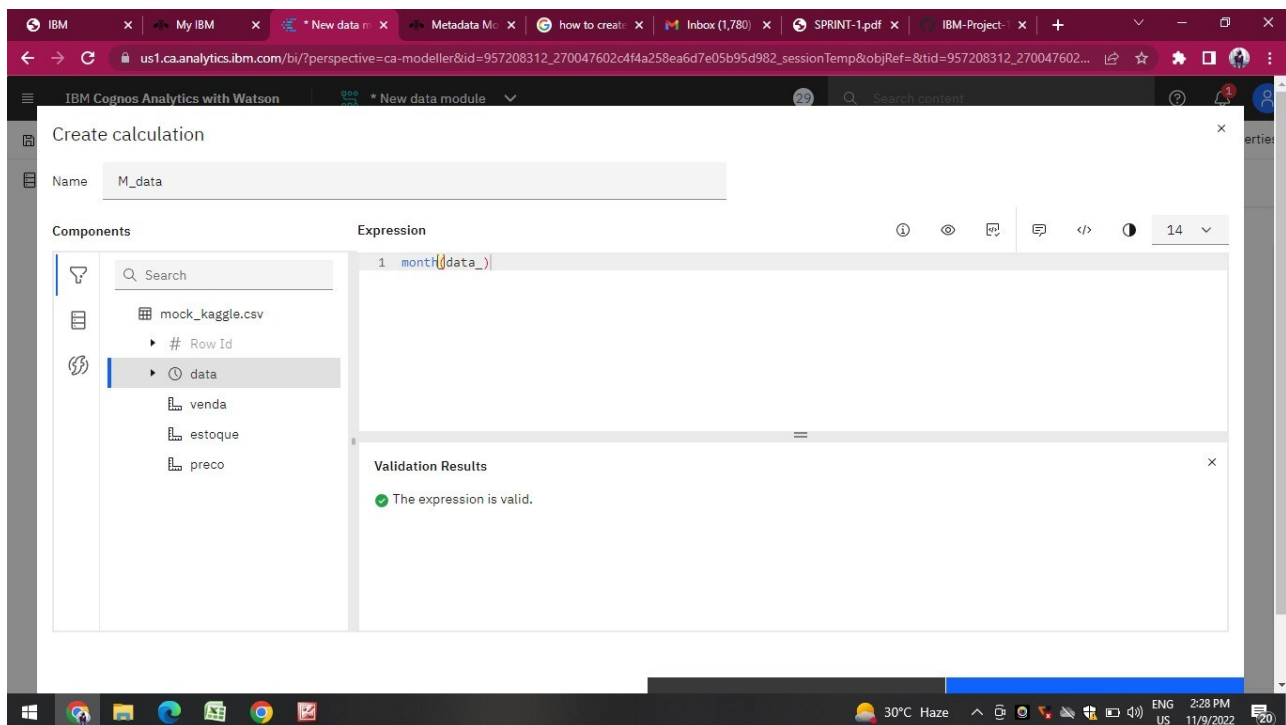 IBM My IBM * New data m Metadata Mo how to create Inbox (1,780) SPRINT-1.pdf IBM-Project-1
us1.ca.analytics.ibm.com/bi/?perspective=ca-modeller&id=957208312_270047602c4f4a258ea6d7e05b95d982_sessionTemp&objRef=&tid=957208312_270047602...
IBM Cognos Analytics with Watson * New data module 29 Search content 1
Create calculation
erties
Name M_data
Components Expression 14
Search 1 month(data_)
mock_kaggle.csv
# Row Id
data
venda
estoque
preco
Validation Results
The expression is valid.
30°C Haze ENG 2:28 PM
US 11/9/2022
20